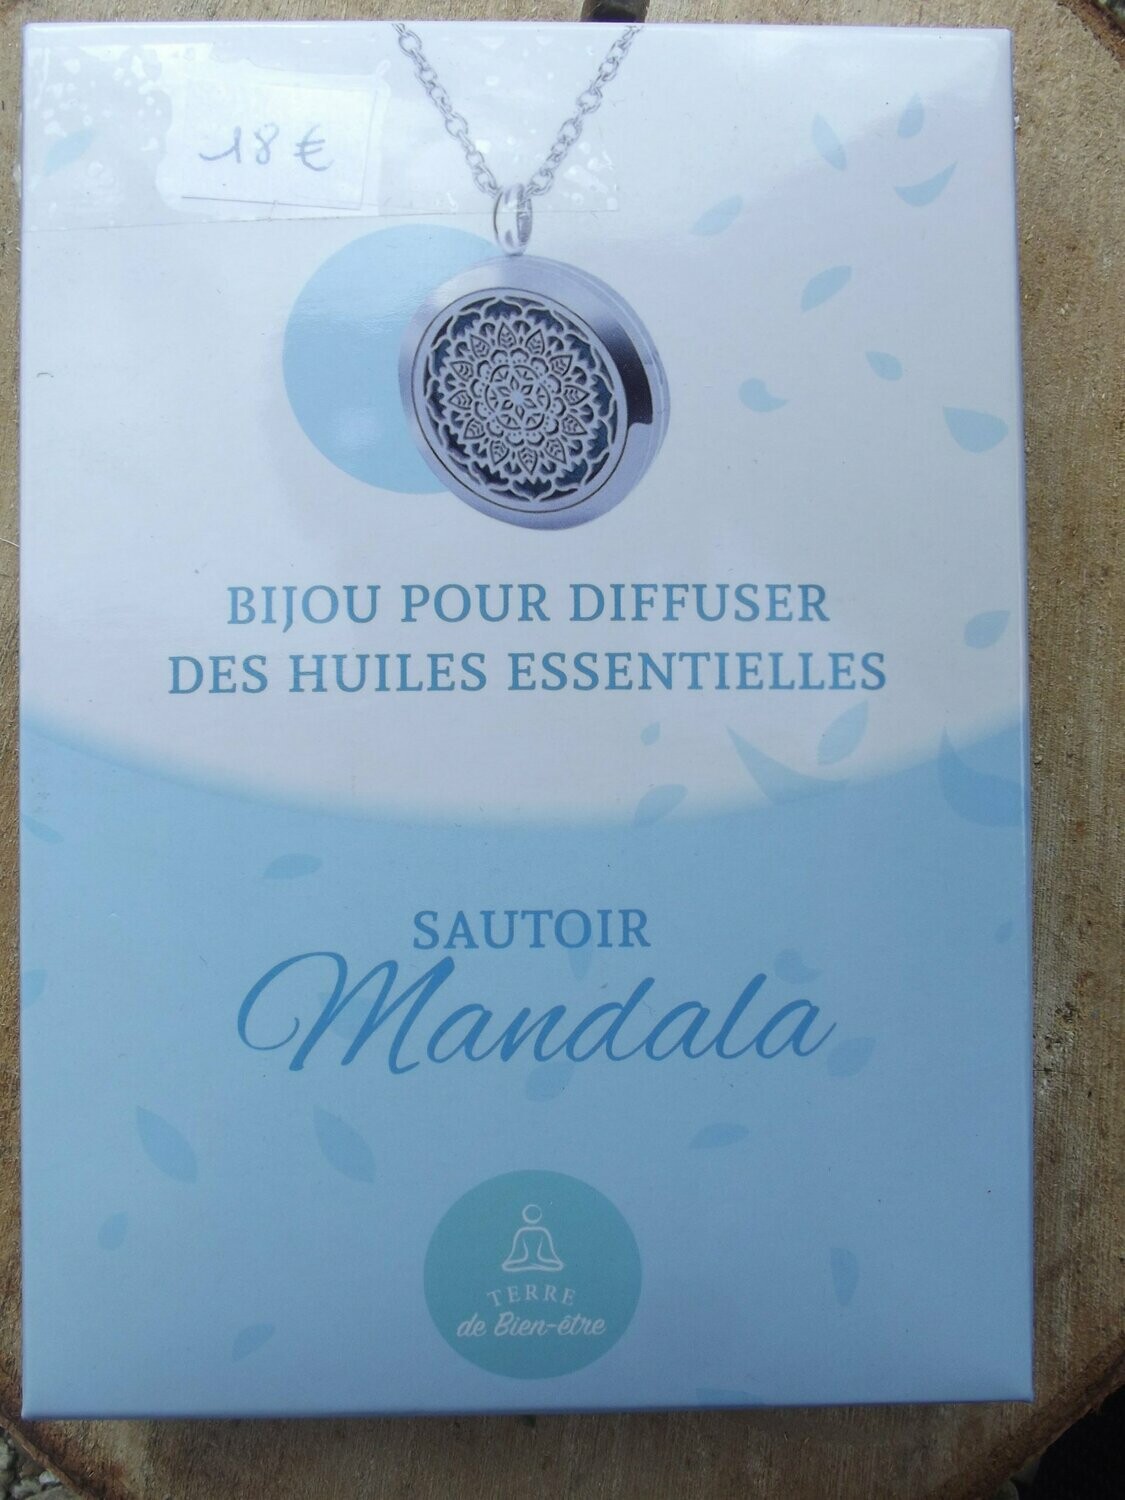 18 €
BIJOU POUR DIFFUSER
DES HUILES ESSENTIELLES
SAUTOIR
Mandala
TERRE
de Bien-être